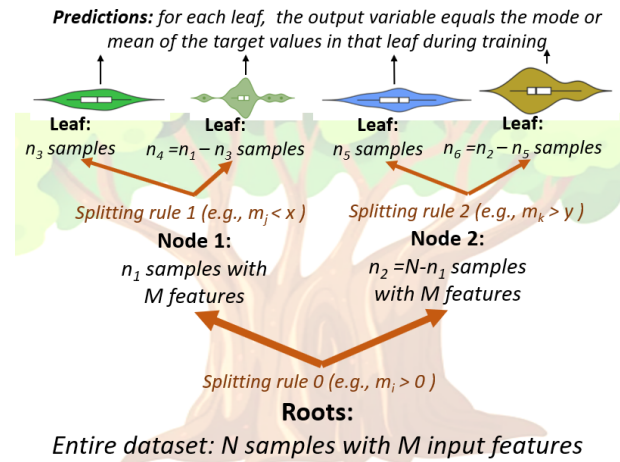 Predictions: for each leaf, the output variable equals the mode or
mean of the target values in that leaf during training
Leaf: Leaf: Leaf: Leaf:
n₃ samples n₄ =n₁ – n₃ samples n₅ samples n₆ =n₂ – n₅ samples
Splitting rule 1 (e.g., mⱼ < x ) Splitting rule 2 (e.g., mₖ > y )
Node 1: Node 2:
n₁ samples with n₂ =N-n₁ samples
M features with M features
Splitting rule 0 (e.g., mᵢ > 0 )
Roots:
Entire dataset: N samples with M input features